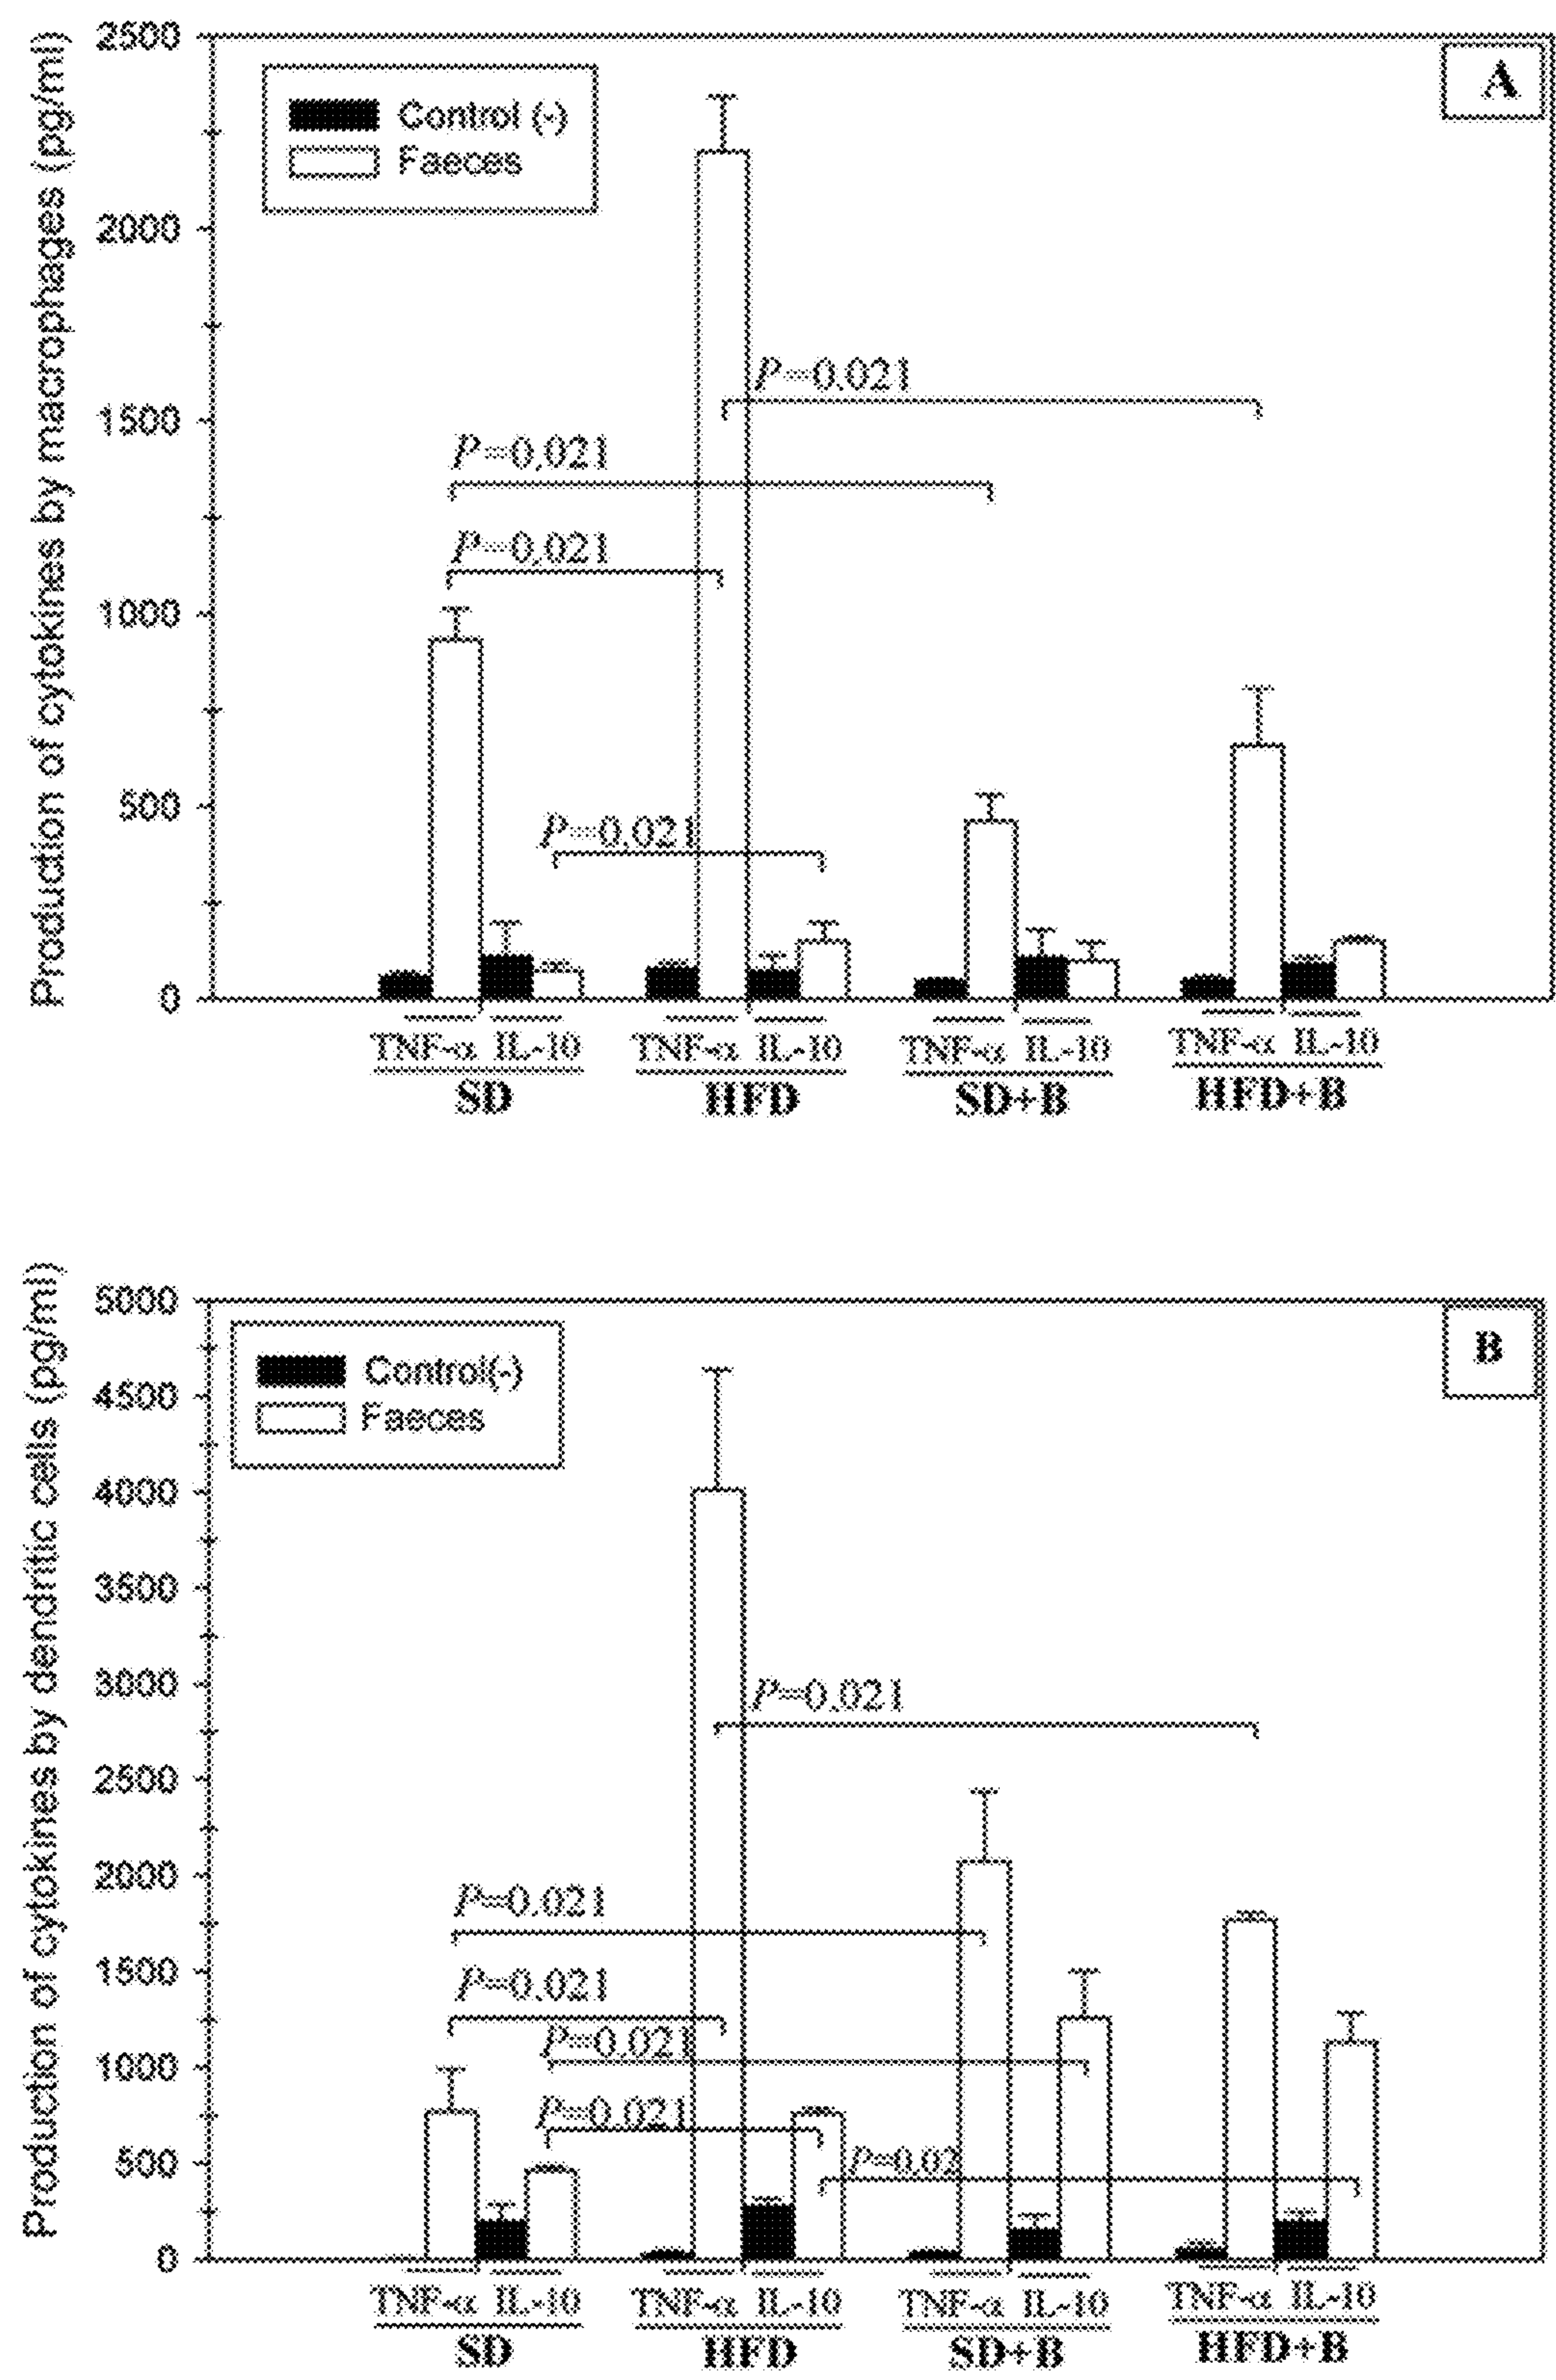 Production of cytokines by macrophages (pg/ml)
2500
2000
1500
1000
500
0
A
Control (-)
Faeces
P=0.021
P=0.021
P=0.021
P=0.021
TNF-α IL-10 TNF-α IL-10 TNF-α IL-10 TNF-α IL-10
SD HFD SD+B HFD+B
Production of cytokines by dendritic cells (pg/ml)
5000
4500
4000
3500
3000
2500
2000
1500
1000
500
0
B
Control(-)
Faeces
P=0.021
P=0.021
P=0.021
P=0.021
P=0.021
P=0.02
TNF-α IL-10 TNF-α IL-10 TNF-α IL-10 TNF-α IL-10
SD HFD SD+B HFD+B